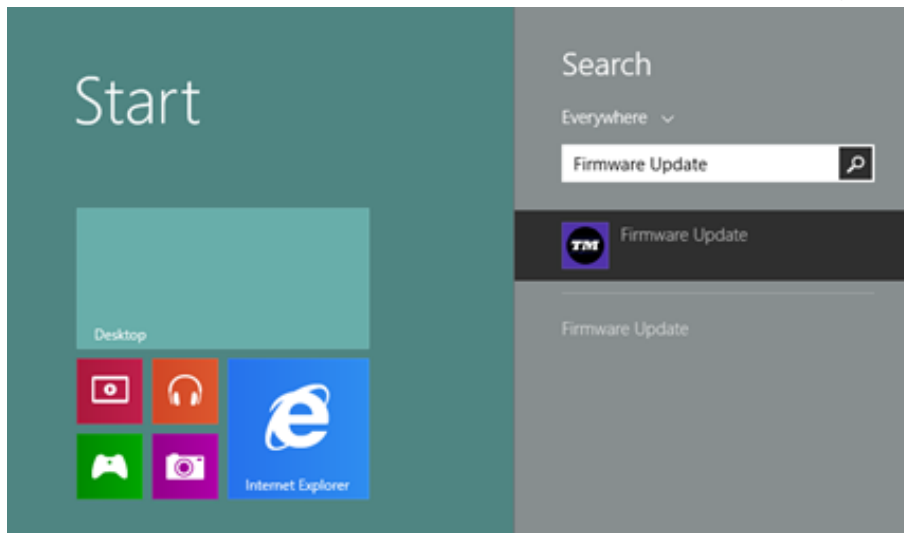 Start
Desktop
Internet Explorer
Search
Everywhere
Firmware Update
TM
Firmware Update
Firmware Update